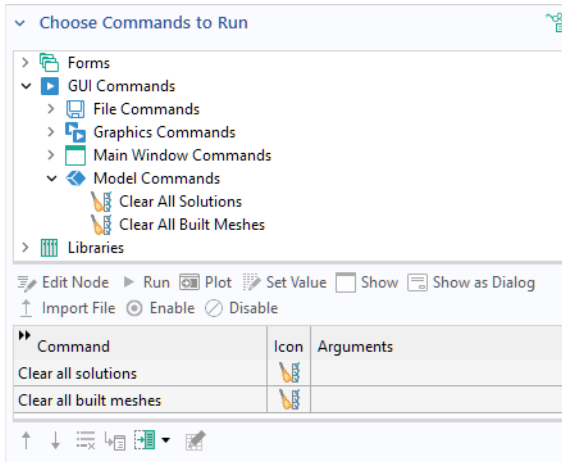 Choose Commands to Run
Forms
GUI Commands
File Commands
Graphics Commands
Main Window Commands
Model Commands
Clear All Solutions
Clear All Built Meshes
Libraries
Edit Node Run Plot Set Value Show Show as Dialog
Import File Enable Disable
Command Icon Arguments
Clear all solutions
Clear all built meshes